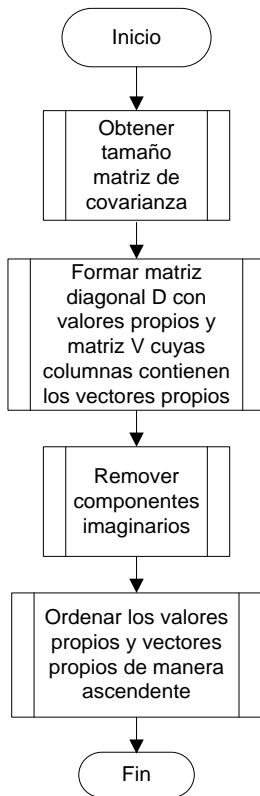 Inicio
Obtener
tamaño
matriz de
covarianza
Formar matriz
diagonal D con
valores propios y
matriz V cuyas
columnas contienen
los vectores propios
Remover
componentes
imaginarios
Ordenar los valores
propios y vectores
propios de manera
ascendente
Fin